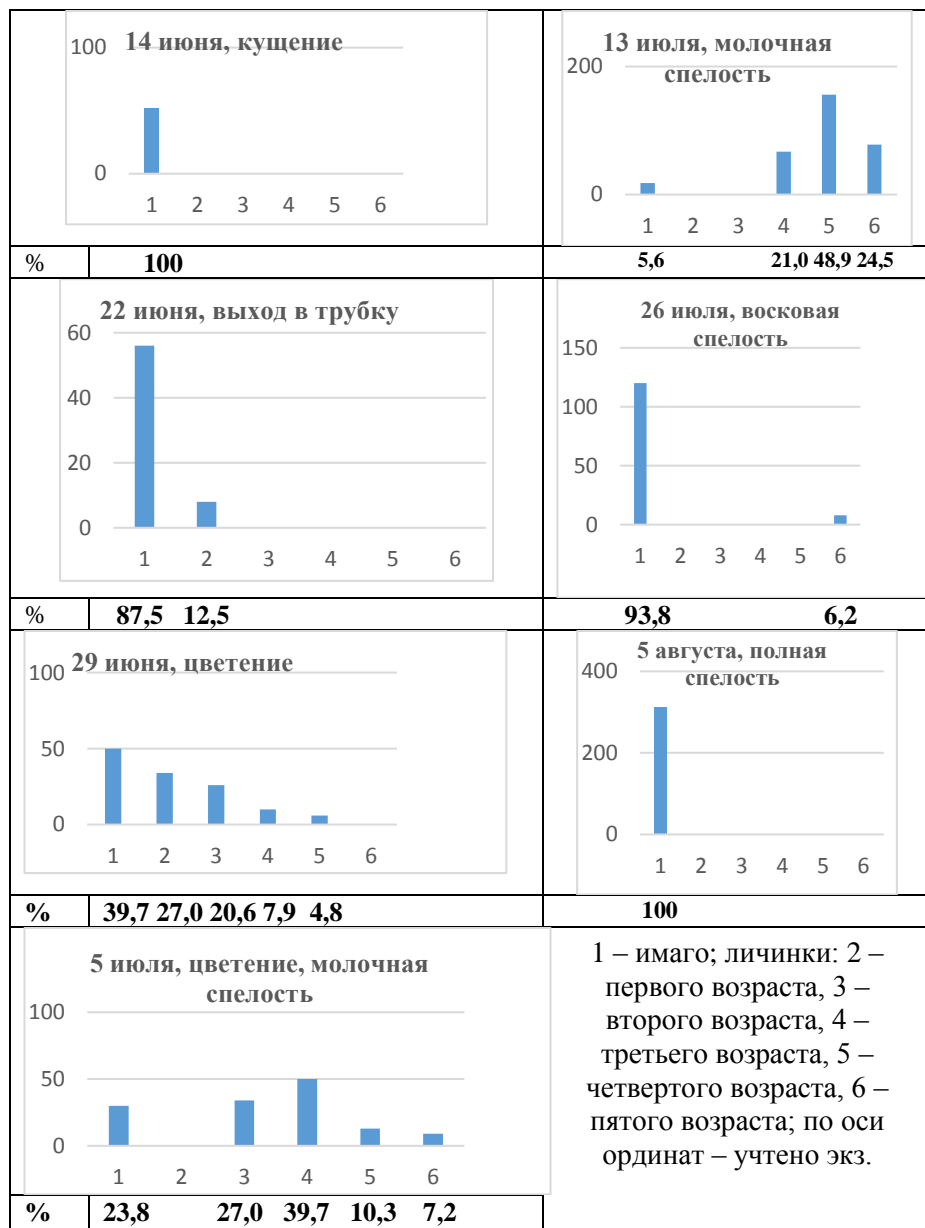 14 июня, кущение
100
0
1 2 3 4 5 6
13 июля, молочная
спелость
200
0
1 2 3 4 5 6
% 100
5,6 21,0 48,9 24,5
22 июня, выход в трубку
60
40
20
0
1 2 3 4 5 6
26 июля, восковая
спелость
150
100
50
0
1 2 3 4 5 6
% 87,5 12,5
93,8 6,2
29 июня, цветение
100
50
0
1 2 3 4 5 6
5 августа, полная
спелость
400
200
0
1 2 3 4 5 6
% 39,7 27,0 20,6 7,9 4,8
100
5 июля, цветение, молочная
спелость
100
50
0
1 2 3 4 5 6
% 23,8 27,0 39,7 10,3 7,2
1 – имаго; личинки: 2 –
первого возраста, 3 –
второго возраста, 4 –
третьего возраста, 5 –
четвертого возраста, 6 –
пятого возраста; по оси
ординат – учтено экз.